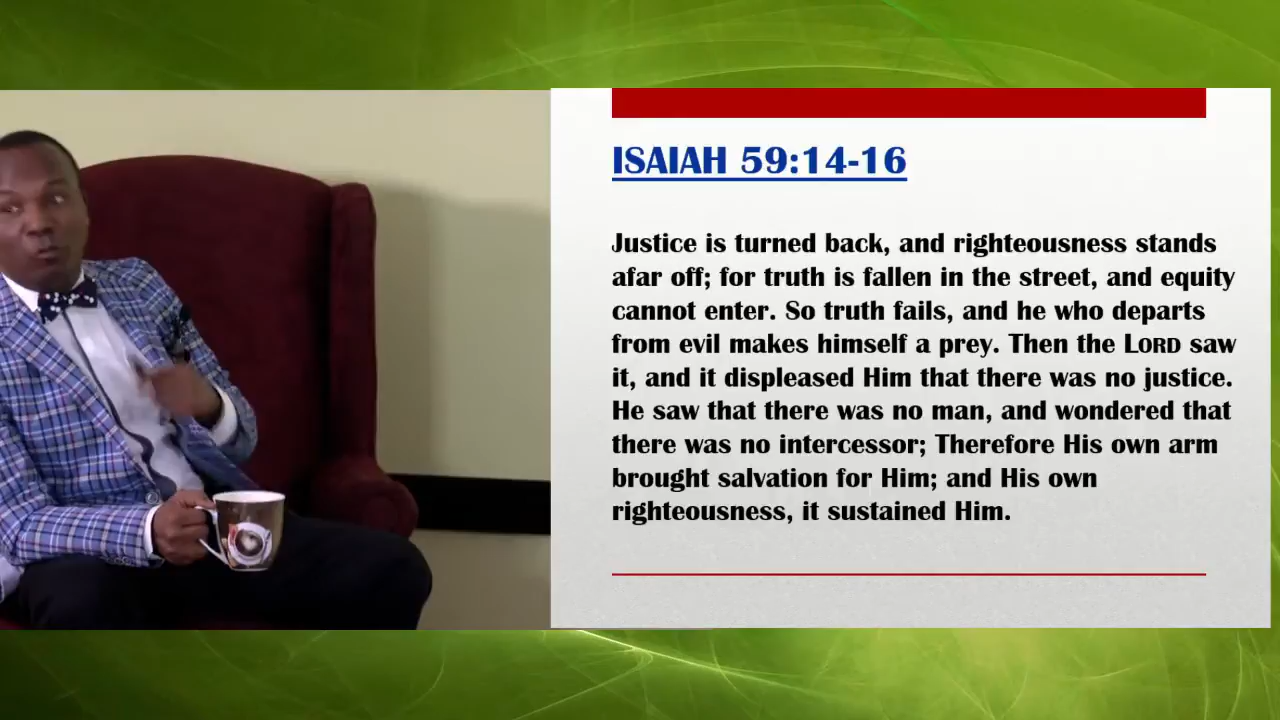 ISAIAH 59:14-16
Justice is turned back, and righteousness stands
afar off; for truth is fallen in the street, and equity
cannot enter. So truth fails, and he who departs
from evil makes himself a prey. Then the LORD saw
it, and it displeased Him that there was no justice.
He saw that there was no man, and wondered that
there was no intercessor; Therefore His own arm
brought salvation for Him; and His own
righteousness, it sustained Him.